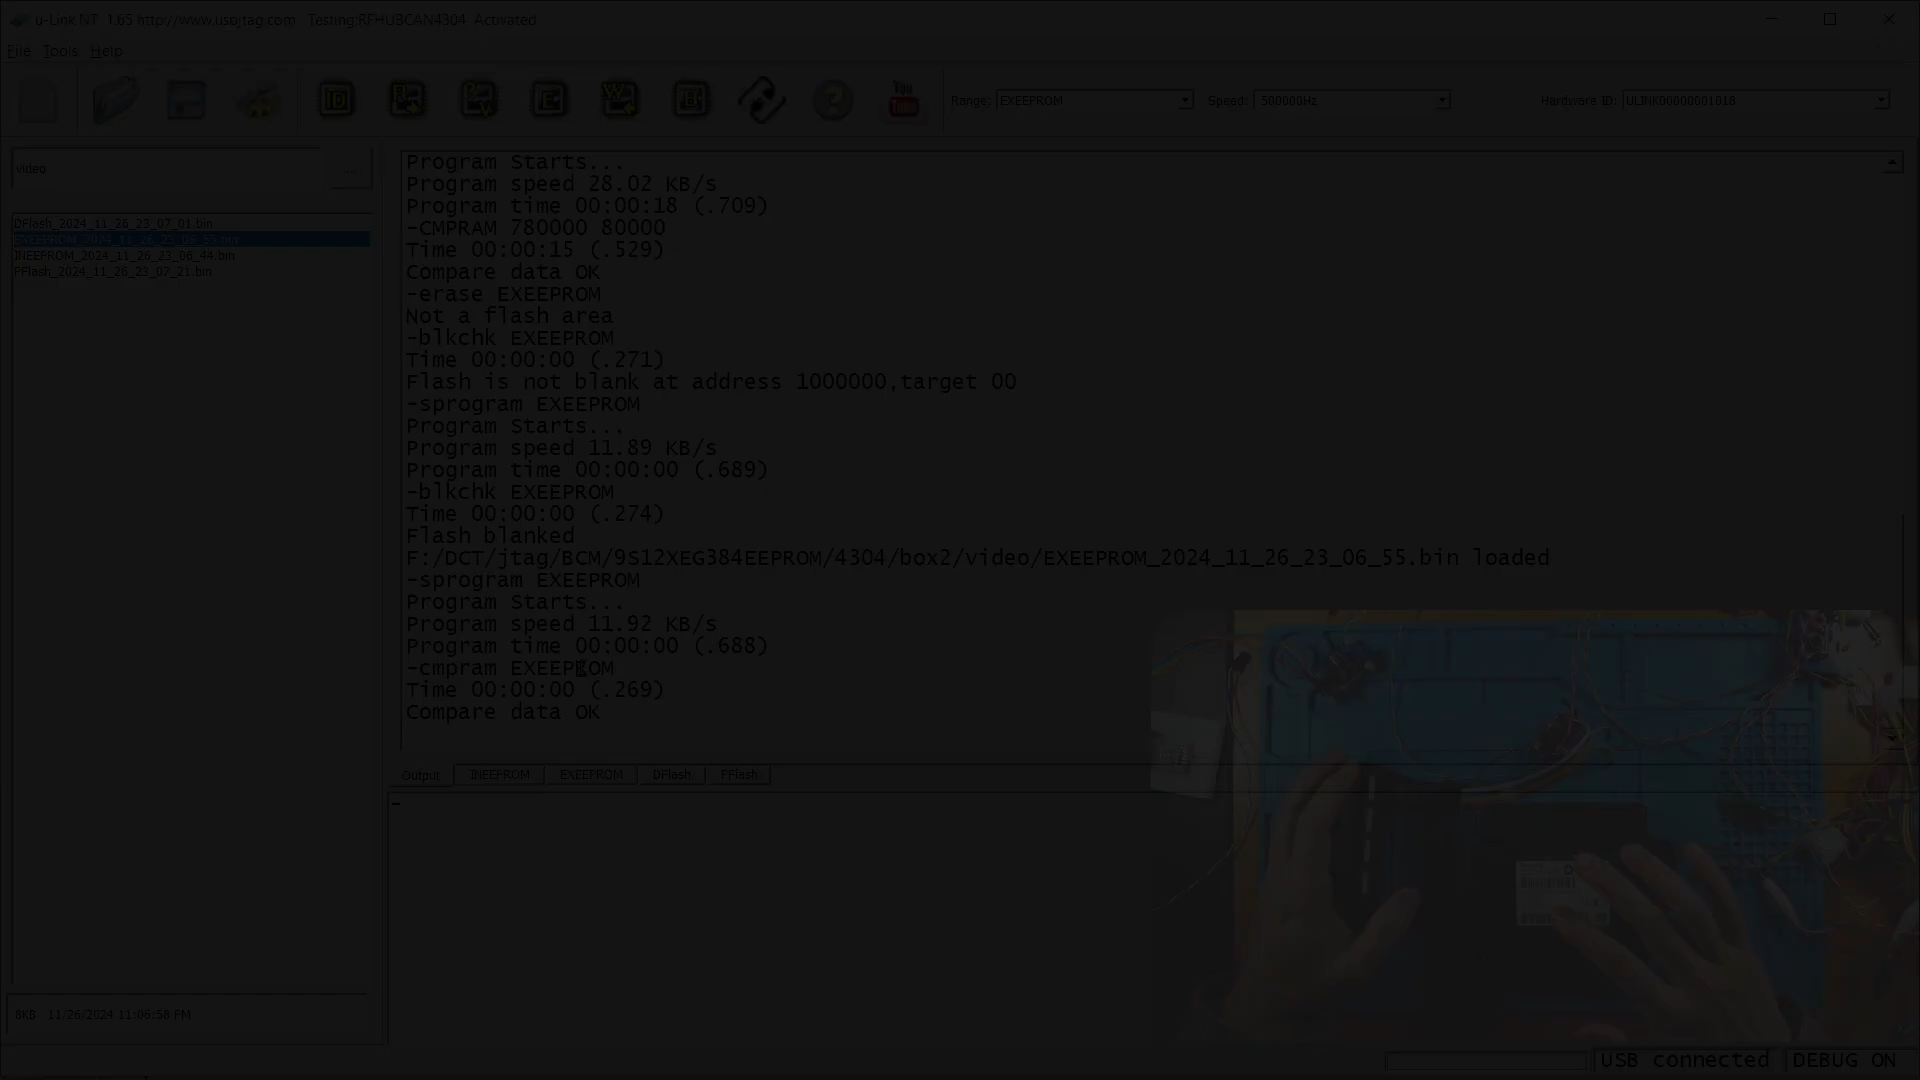 u-Link NT 1.65 http://www.usojtag.com Testing:RFHUBCAN4304 Activated
File Tools Help
ID R P V E W B ? You Tube
Range: EXEEPROM Speed: 500000Hz Hardware ID: ULINK00000001018
video ...
DFlash_2024_11_26_23_07_01.bin
EXEEPROM_2024_11_26_23_06_55.bin
INEEPROM_2024_11_26_23_06_44.bin
PFlash_2024_11_26_23_07_21.bin
Program Starts...
Program speed 28.02 KB/s
Program time 00:00:18 (.709)
-CMPRAM 780000 80000
Time 00:00:15 (.529)
Compare data OK
-erase EXEEPROM
Not a flash area
-blkchk EXEEPROM
Time 00:00:00 (.271)
Flash is not blank at address 1000000,target 00
-sprogram EXEEPROM
Program Starts...
Program speed 11.89 KB/s
Program time 00:00:00 (.689)
-blkchk EXEEPROM
Time 00:00:00 (.274)
Flash blanked
F:/DCT/jtag/BCM/9S12XEG384EEPROM/4304/box2/video/EXEEPROM_2024_11_26_23_06_55.bin loaded
-sprogram EXEEPROM
Program Starts...
Program speed 11.92 KB/s
Program time 00:00:00 (.688)
-cmpram EXEEPROM
Time 00:00:00 (.269)
Compare data OK
Output INEEPROM EXEEPROM DFlash PFlash
8KB 11/26/2024 11:06:58 PM
USB connected DEBUG ON